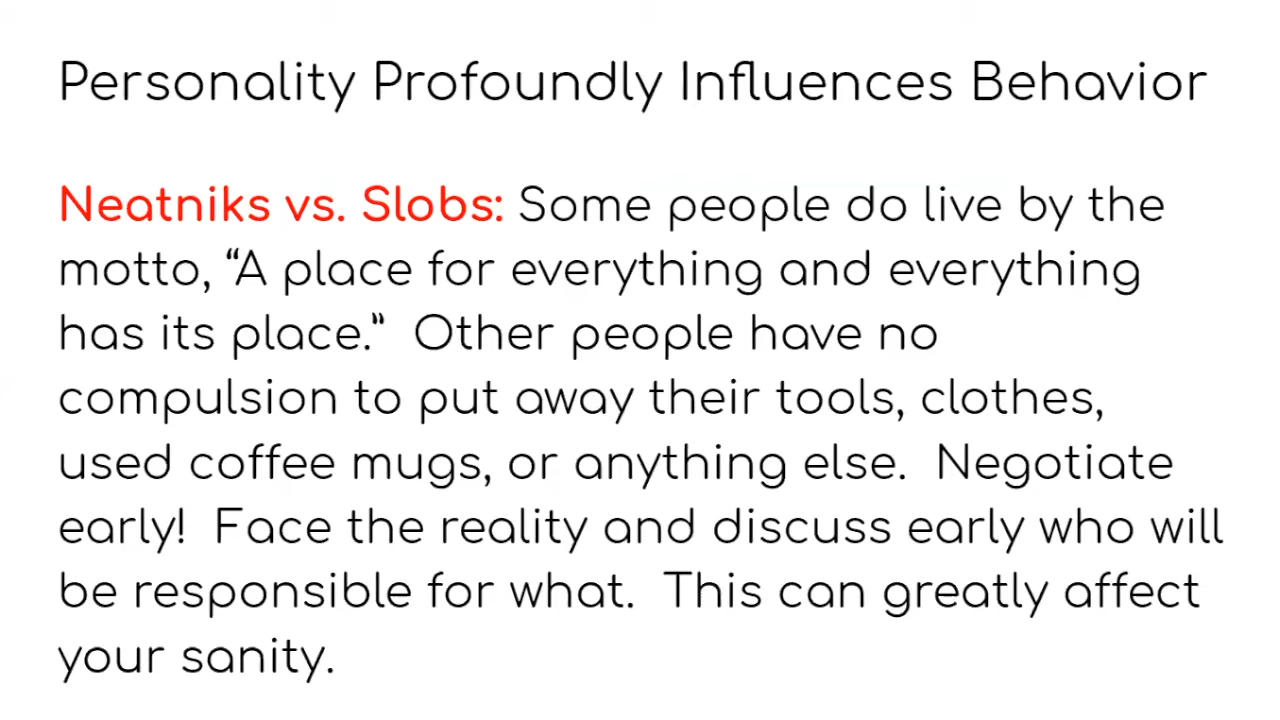 Personality Profoundly Influences Behavior
Neatniks vs. Slobs: Some people do live by the
motto, “A place for everything and everything
has its place.”  Other people have no
compulsion to put away their tools, clothes,
used coffee mugs, or anything else.  Negotiate
early!  Face the reality and discuss early who will
be responsible for what.  This can greatly affect
your sanity.